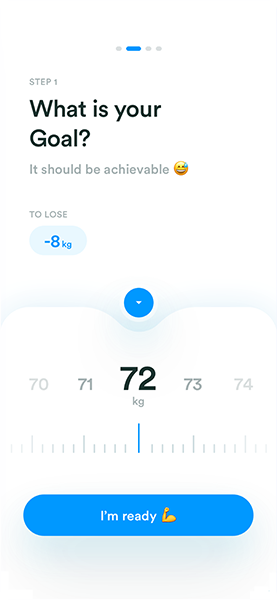 STEP 1
What is your
Goal?
It should be achievable 😅
TO LOSE
-8 kg
70 71 72 73 74
kg
I'm ready 💪